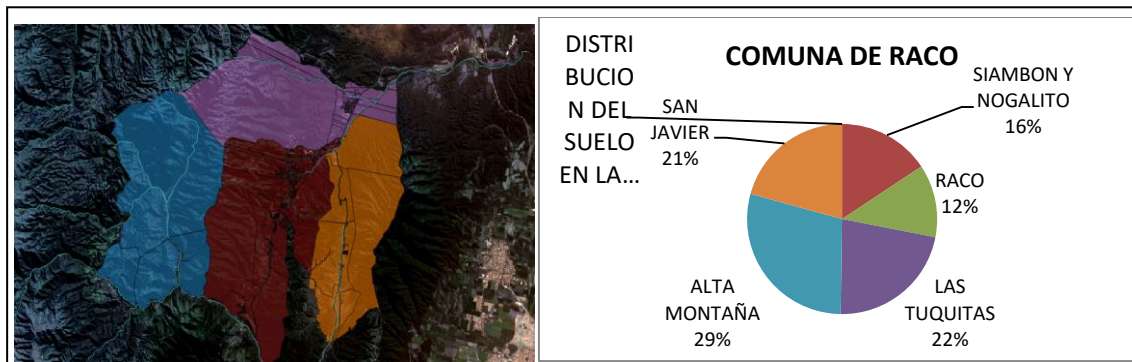 DISTRI
BUCIO
N DEL
SUELO
EN LA...
COMUNA DE RACO
SIAMBON Y
NOGALITO
16%
RACO
12%
LAS
TUQUITAS
22%
ALTA
MONTAÑA
29%
SAN
JAVIER
21%